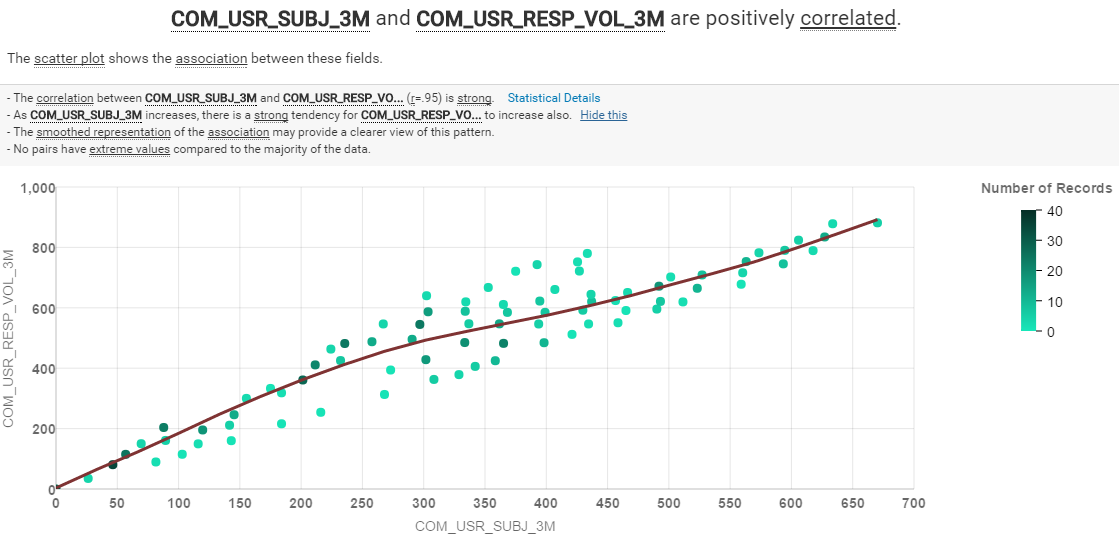 COM_USR_SUBJ_3M and COM_USR_RESP_VOL_3M are positively correlated.
The scatter plot shows the association between these fields.
- The correlation between COM_USR_SUBJ_3M and COM_USR_RESP_VO... (r=.95) is strong. Statistical Details
- As COM_USR_SUBJ_3M increases, there is a strong tendency for COM_USR_RESP_VO... to increase also. Hide this
- The smoothed representation of the association may provide a clearer view of this pattern.
- No pairs have extreme values compared to the majority of the data.
COM_USR_RESP_VOL_3M
1,000
800
600
400
200
0
0 50 100 150 200 250 300 350 400 450 500 550 600 650 700
COM_USR_SUBJ_3M
Number of Records
40
30
20
10
0